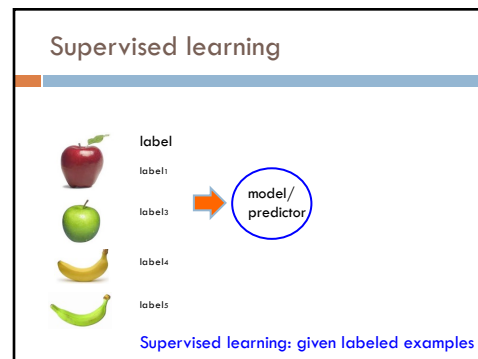 Supervised learning
label
label₁
label₃
model/
predictor
label₄
label₅
Supervised learning: given labeled examples